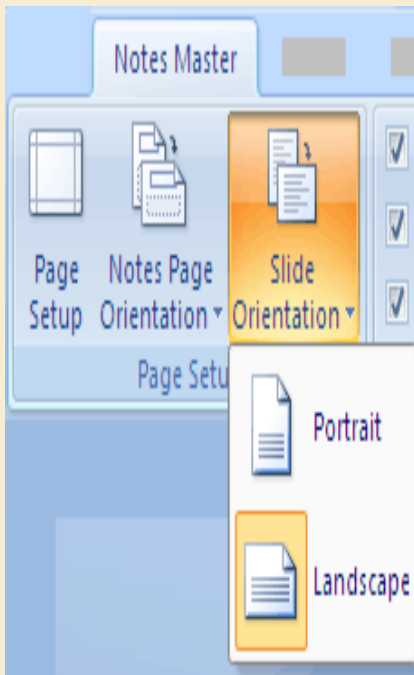 Notes Master
Page Setup
Notes Page Orientation
Slide Orientation
Page Setu
Portrait
Landscape